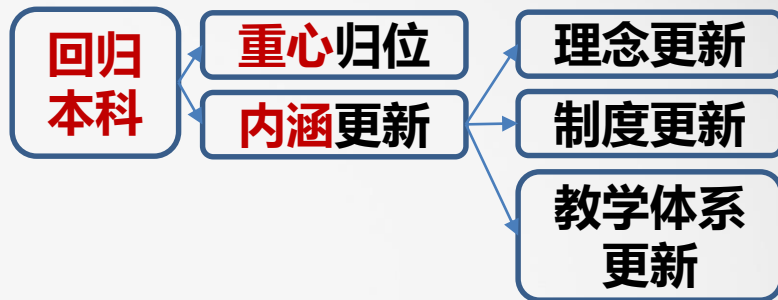 回归
本科
重心归位
内涵更新
理念更新
制度更新
教学体系
更新